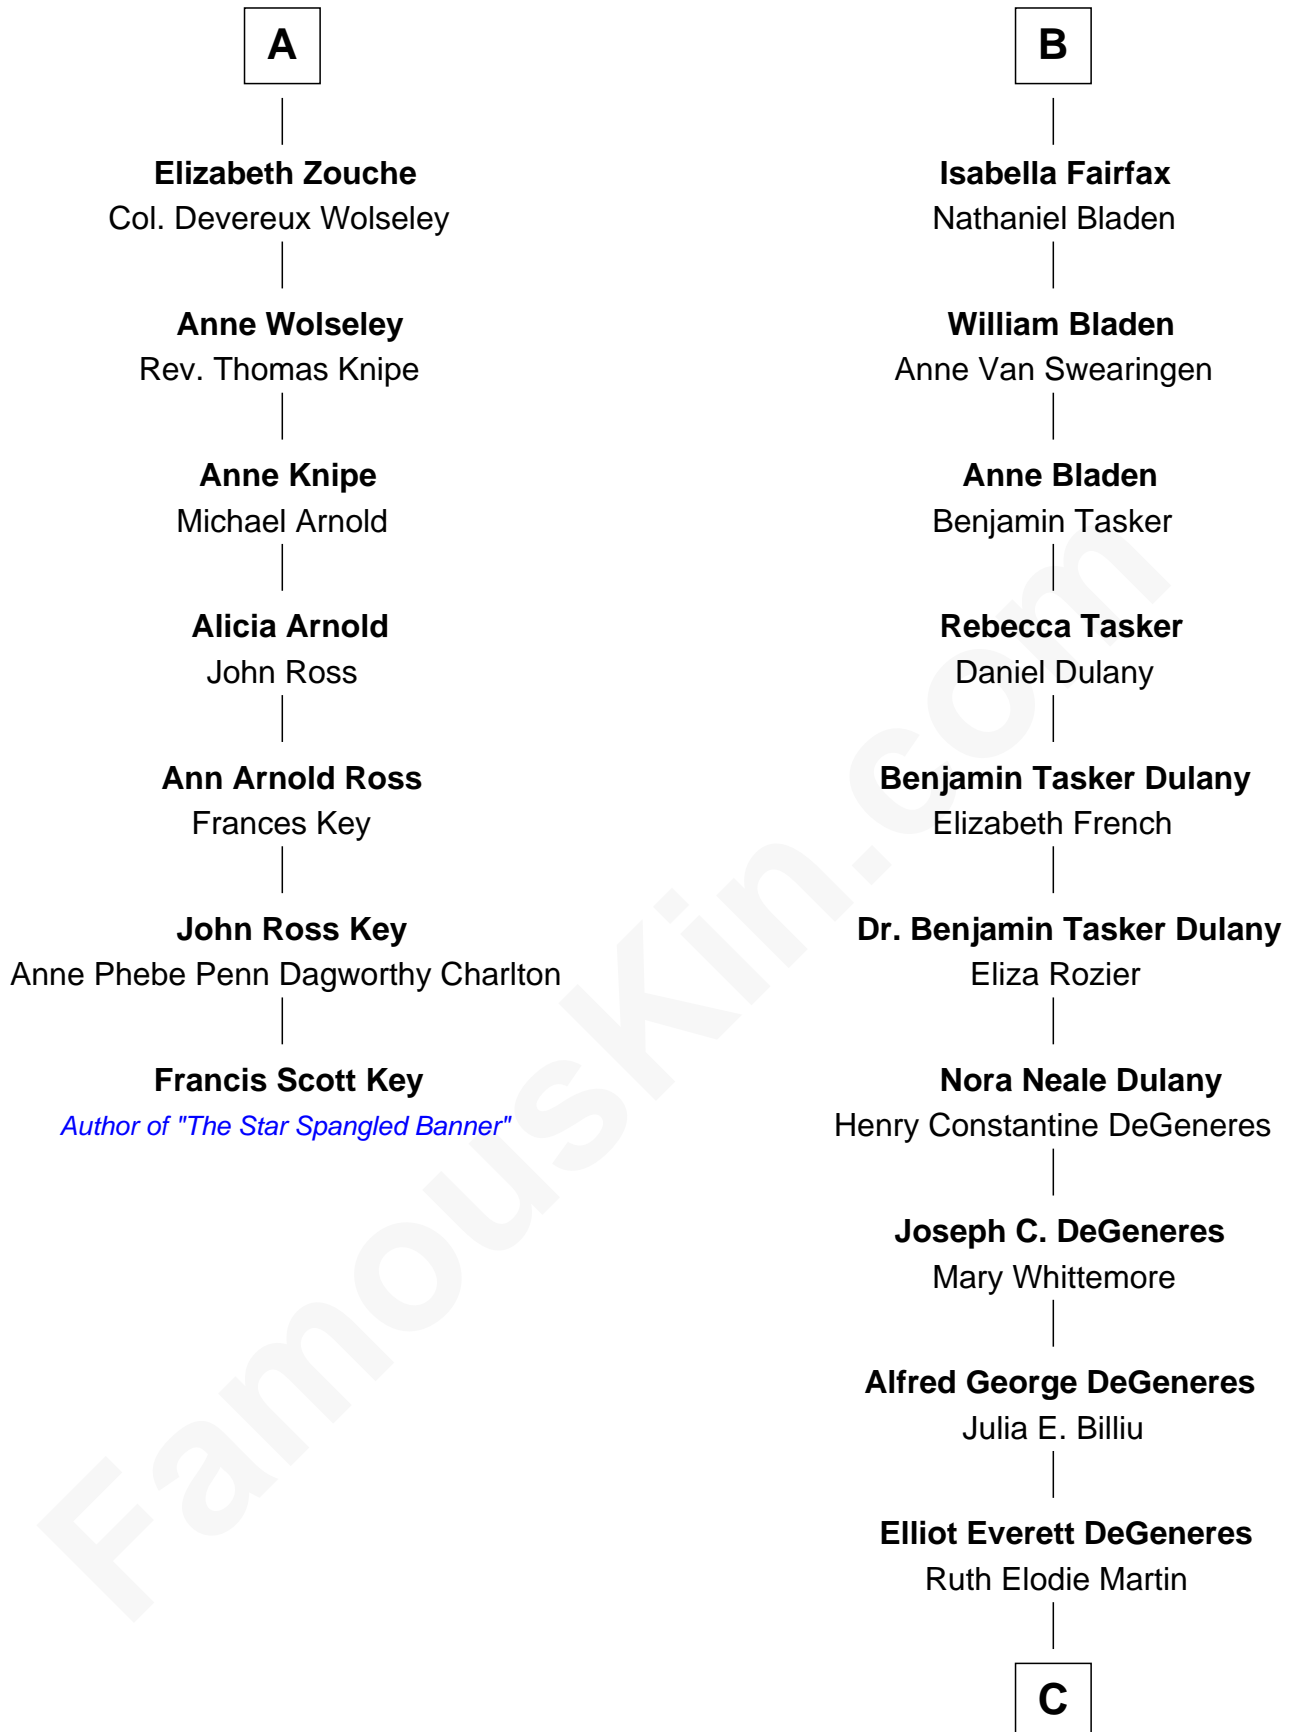 A
Elizabeth Zouche
Col. Devereux Wolseley
Anne Wolseley
Rev. Thomas Knipe
Anne Knipe
Michael Arnold
Alicia Arnold
John Ross
Ann Arnold Ross
Frances Key
John Ross Key
Anne Phebe Penn Dagworthy Charlton
Francis Scott Key
Author of "The Star Spangled Banner"
B
Isabella Fairfax
Nathaniel Bladen
William Bladen
Anne Van Swearingen
Anne Bladen
Benjamin Tasker
Rebecca Tasker
Daniel Dulany
Benjamin Tasker Dulany
Elizabeth French
Dr. Benjamin Tasker Dulany
Eliza Rozier
Nora Neale Dulany
Henry Constantine DeGeneres
Joseph C. DeGeneres
Mary Whittemore
Alfred George DeGeneres
Julia E. Billiu
Elliot Everett DeGeneres
Ruth Elodie Martin
C
FamousKin.com